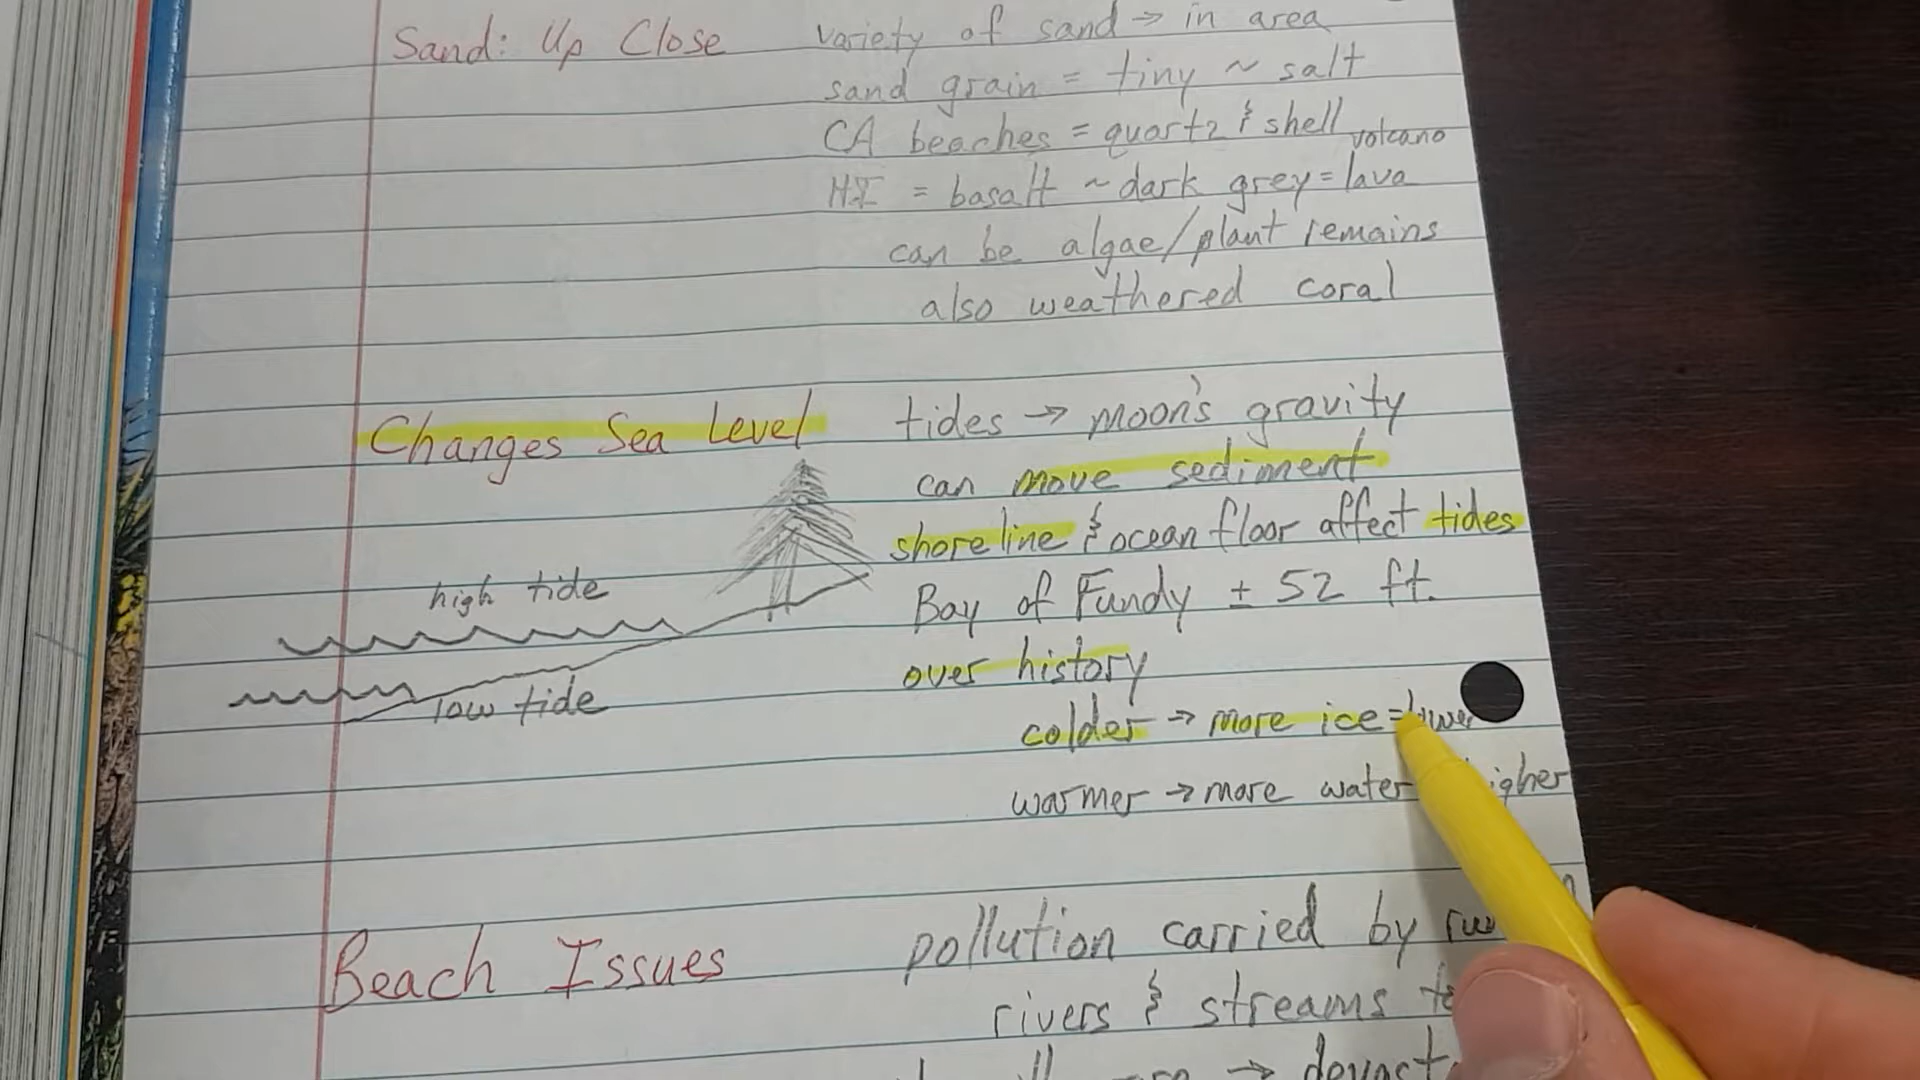 Sand: Up Close
variety of sand → in area
sand grain = tiny ~ salt
CA beaches = quartz & shell
volcano
HI = basalt ~ dark grey = lava
can be algae/plant remains
also weathered coral
Changes Sea Level
tides → moon's gravity
can move sediment
shoreline & ocean floor affect tides
Bay of Fundy ± 52 ft.
high tide
low tide
over history
colder → more ice =
warmer → more water
Beach Issues
pollution carried by
rivers & streams
→